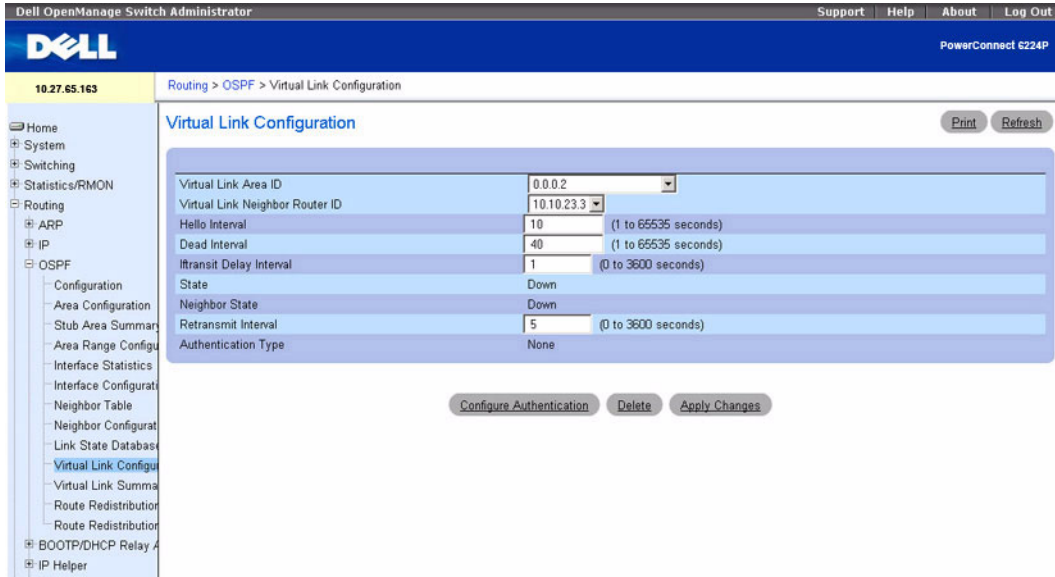 Dell OpenManage Switch Administrator
Support Help About Log Out
DELL
PowerConnect 6224P
10.27.65.163
Routing > OSPF > Virtual Link Configuration
Home
System
Switching
Statistics/RMON
Routing
ARP
IP
OSPF
Configuration
Area Configuration
Stub Area Summary
Area Range Configu
Interface Statistics
Interface Configurati
Neighbor Table
Neighbor Configurat
Link State Database
Virtual Link Configur
Virtual Link Summa
Route Redistribution
Route Redistribution
BOOTP/DHCP Relay A
IP Helper
Virtual Link Configuration
Print Refresh
Virtual Link Area ID 0.0.0.2
Virtual Link Neighbor Router ID 10.10.23.3
Hello Interval 10 (1 to 65535 seconds)
Dead Interval 40 (1 to 65535 seconds)
Iftransit Delay Interval 1 (0 to 3600 seconds)
State Down
Neighbor State Down
Retransmit Interval 5 (0 to 3600 seconds)
Authentication Type None
Configure Authentication Delete Apply Changes